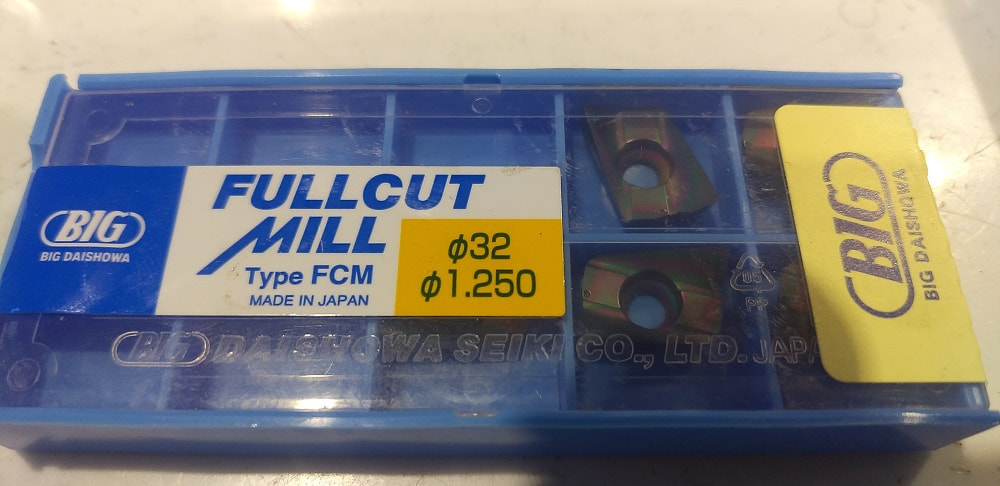 BIG
BIG DAISHOWA
FULLCUT
MILL
Type FCM
MADE IN JAPAN
φ32
φ1.250
BIG
BIG DAISHOWA
05
PP
BIG DAISHOWA SEIKI CO., LTD. JAPA